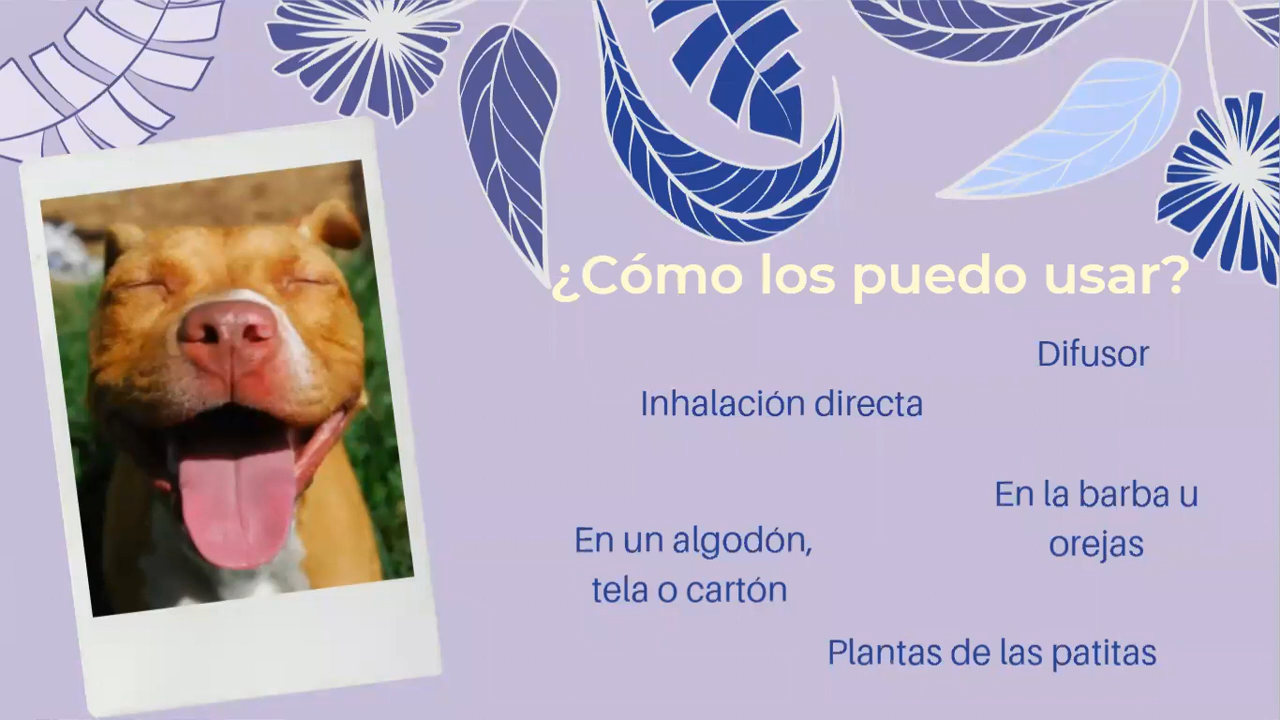 ¿Cómo los puedo usar?
Difusor
Inhalación directa
En la barba u
orejas
En un algodón,
tela o cartón
Plantas de las patitas